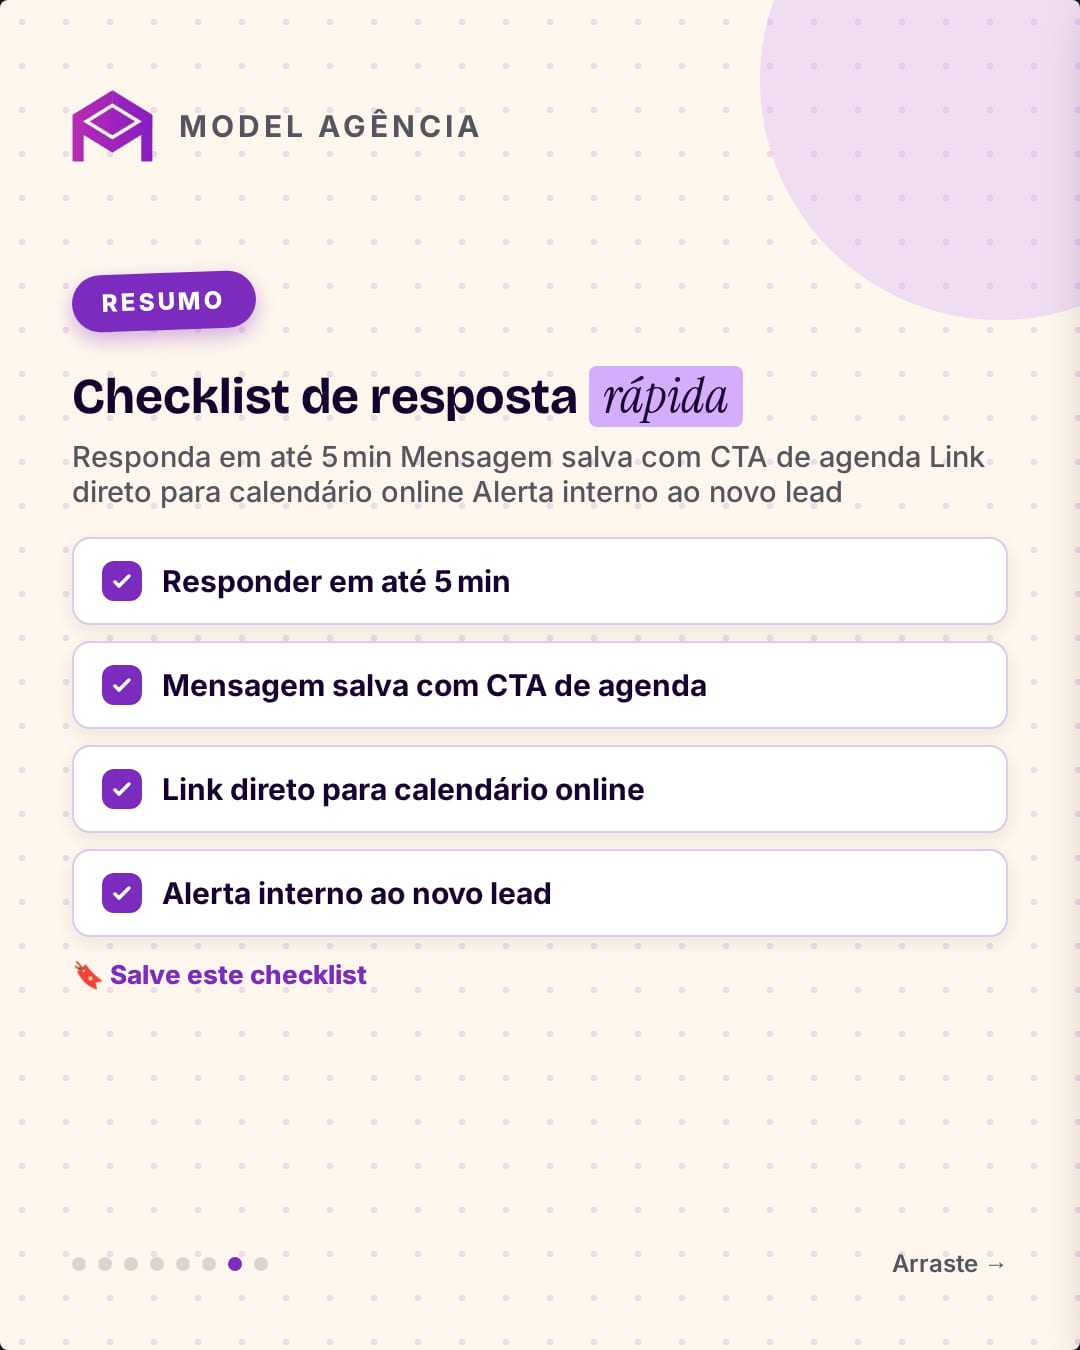 MODEL AGÊNCIA
RESUMO
Checklist de resposta rápida
Responda em até 5 min Mensagem salva com CTA de agenda Link
direto para calendário online Alerta interno ao novo lead
Responder em até 5 min
Mensagem salva com CTA de agenda
Link direto para calendário online
Alerta interno ao novo lead
🔖 Salve este checklist
Arraste →